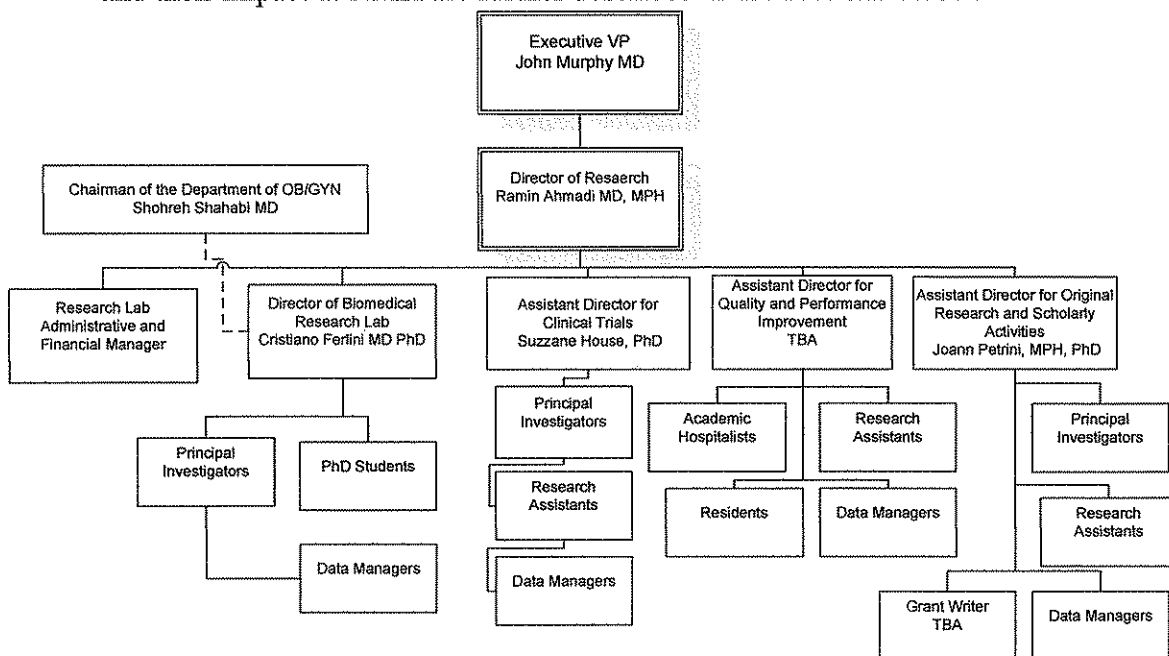 Executive VP
John Murphy MD
Director of Resaerch
Ramin Ahmadi MD, MPH
Chairman of the Department of OB/GYN
Shohreh Shahabi MD
Research Lab
Administrative and
Financial Manager
Director of Biomedical
Research Lab
Cristiano Ferlini MD PhD
Assistant Director for
Clinical Trials
Suzzane House, PhD
Assistant Director for
Quality and Performance
Improvement
TBA
Assistant Director for Original
Research and Scholarly
Activities
Joann Petrini, MPH, PhD
Principal
Investigators
PhD Students
Data Managers
Principal
Investigators
Research
Assistants
Data Managers
Academic
Hospitalists
Research
Assistants
Residents
Data Managers
Principal
Investigators
Research
Assistants
Grant Writer
TBA
Data Managers